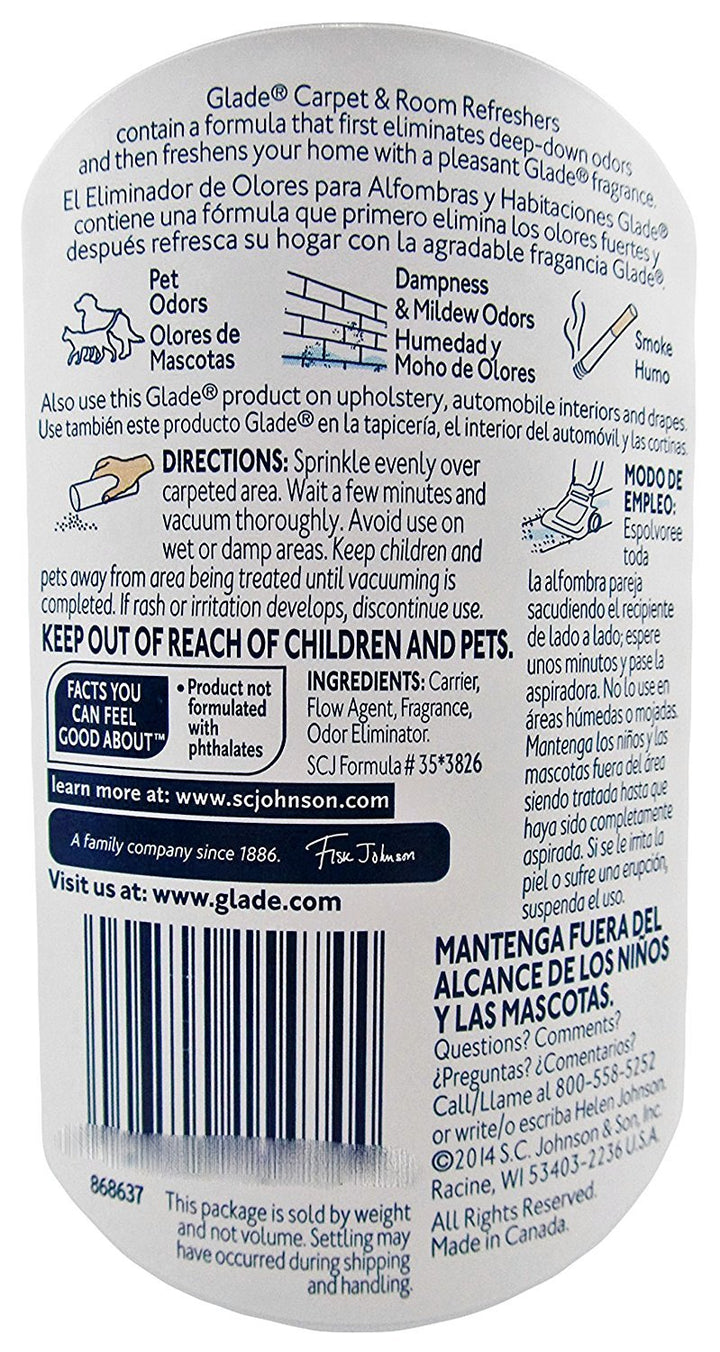 Glade® Carpet & Room Refreshers
contain a formula that first eliminates deep-down odors
and then freshens your home with a pleasant Glade® fragrance.
El Eliminador de Olores para Alfombras y Habitaciones Glade®
contiene una fórmula que primero elimina los olores fuertes y
después refresca su hogar con la agradable fragancia Glade®.
Pet
Odors
Olores de
Mascotas
Dampness
& Mildew Odors
Humedad y
Moho de Olores
Smoke
Humo
Also use this Glade® product on upholstery, automobile interiors and drapes.
Use también este producto Glade® en la tapicería, el interior del automóvil y las cortinas.
DIRECTIONS: Sprinkle evenly over
carpeted area. Wait a few minutes and
vacuum thoroughly. Avoid use on
wet or damp areas. Keep children and
pets away from area being treated until vacuuming is
completed. If rash or irritation develops, discontinue use.
KEEP OUT OF REACH OF CHILDREN AND PETS.
FACTS YOU
CAN FEEL
GOOD ABOUT™
• Product not
formulated
with
phthalates
INGREDIENTS: Carrier,
Flow Agent, Fragrance,
Odor Eliminator.
SCJ Formula # 35*3826
learn more at: www.scjohnson.com
A family company since 1886. Fisk Johnson
Visit us at: www.glade.com
MODO DE
EMPLEO:
Espolvoree
toda
la alfombra pareja
sacudiendo el recipiente
de lado a lado; espere
unos minutos y pase la
aspiradora. No lo use en
áreas húmedas o mojadas.
Mantenga los niños y las
mascotas fuera del área
siendo tratada hasta que
haya sido completamente
aspirada. Si se le irrita la
piel o sufre una erupción,
suspenda el uso.
MANTENGA FUERA DEL
ALCANCE DE LOS NIÑOS
Y LAS MASCOTAS.
Questions? Comments?
¿Preguntas? ¿Comentarios?
Call/Llame al 800-558-5252
or write/o escriba Helen Johnson.
©2014 S.C. Johnson & Son, Inc.
Racine, WI 53403-2236 U.S.A.
All Rights Reserved.
Made in Canada.
868637
This package is sold by weight
and not volume. Settling may
have occurred during shipping
and handling.